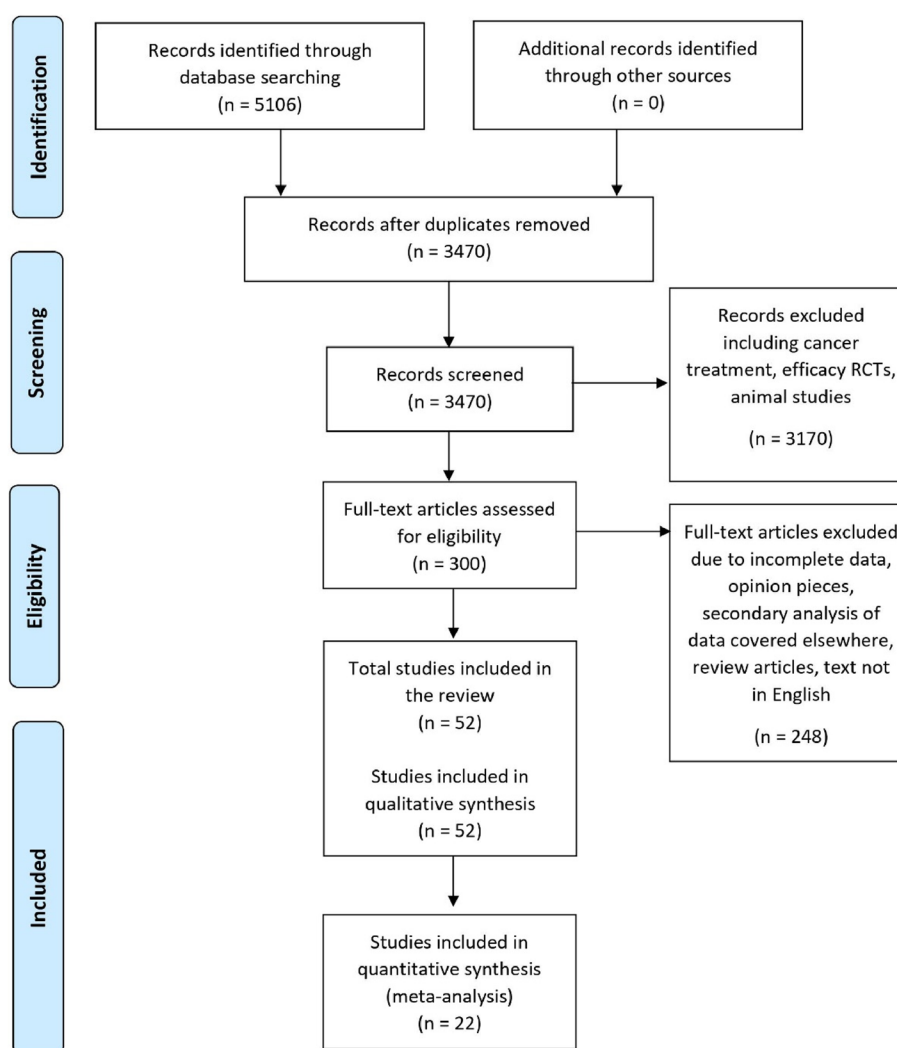 Identification
Records identified through
database searching
(n = 5106)
Additional records identified
through other sources
(n = 0)
Records after duplicates removed
(n = 3470)
Screening
Records screened
(n = 3470)
Records excluded
including cancer
treatment, efficacy RCTs,
animal studies
(n = 3170)
Eligibility
Full-text articles assessed
for eligibility
(n = 300)
Full-text articles excluded
due to incomplete data,
opinion pieces,
secondary analysis of
data covered elsewhere,
review articles, text not
in English
(n = 248)
Total studies included in
the review
(n = 52)
Studies included in
qualitative synthesis
(n = 52)
Included
Studies included in
quantitative synthesis
(meta-analysis)
(n = 22)